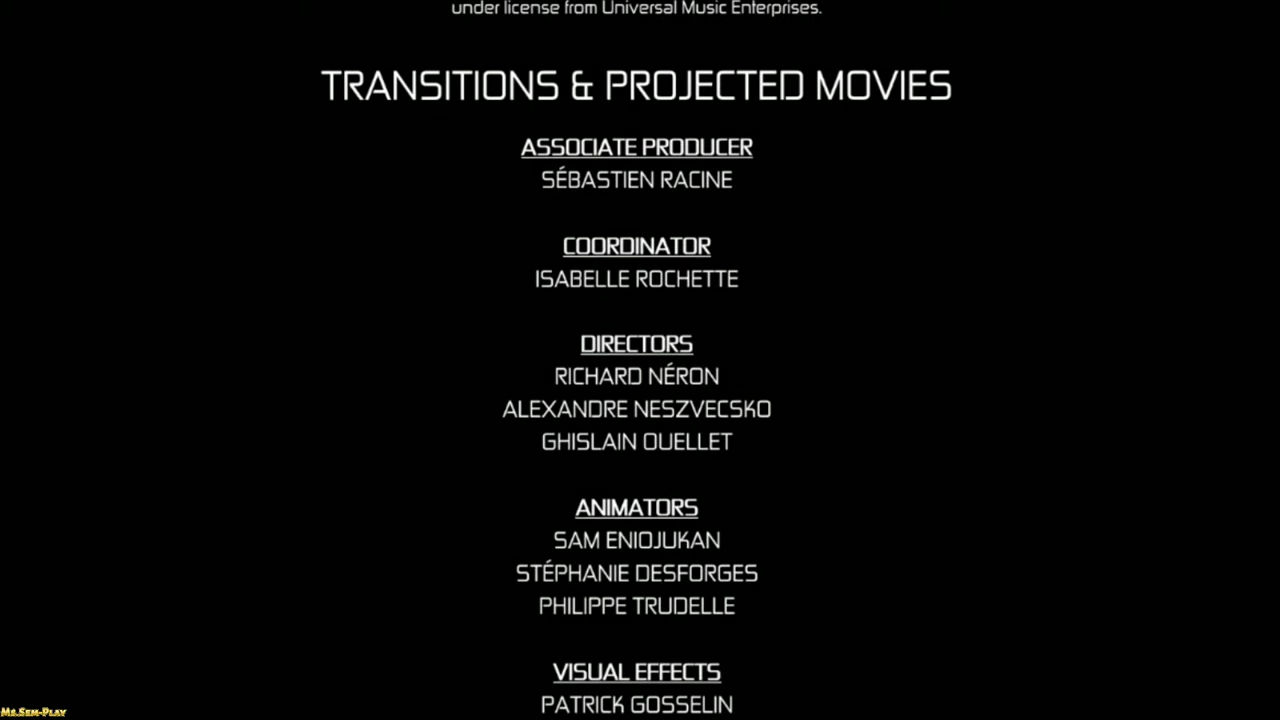 under license from Universal Music Enterprises.
TRANSITIONS & PROJECTED MOVIES
ASSOCIATE PRODUCER
SÉBASTIEN RACINE
COORDINATOR
ISABELLE ROCHETTE
DIRECTORS
RICHARD NÉRON
ALEXANDRE NESZVECSKO
GHISLAIN OUELLET
ANIMATORS
SAM ENIOJUKAN
STÉPHANIE DESFORGES
PHILIPPE TRUDELLE
VISUAL EFFECTS
PATRICK GOSSELIN
Ms.Sem-Play